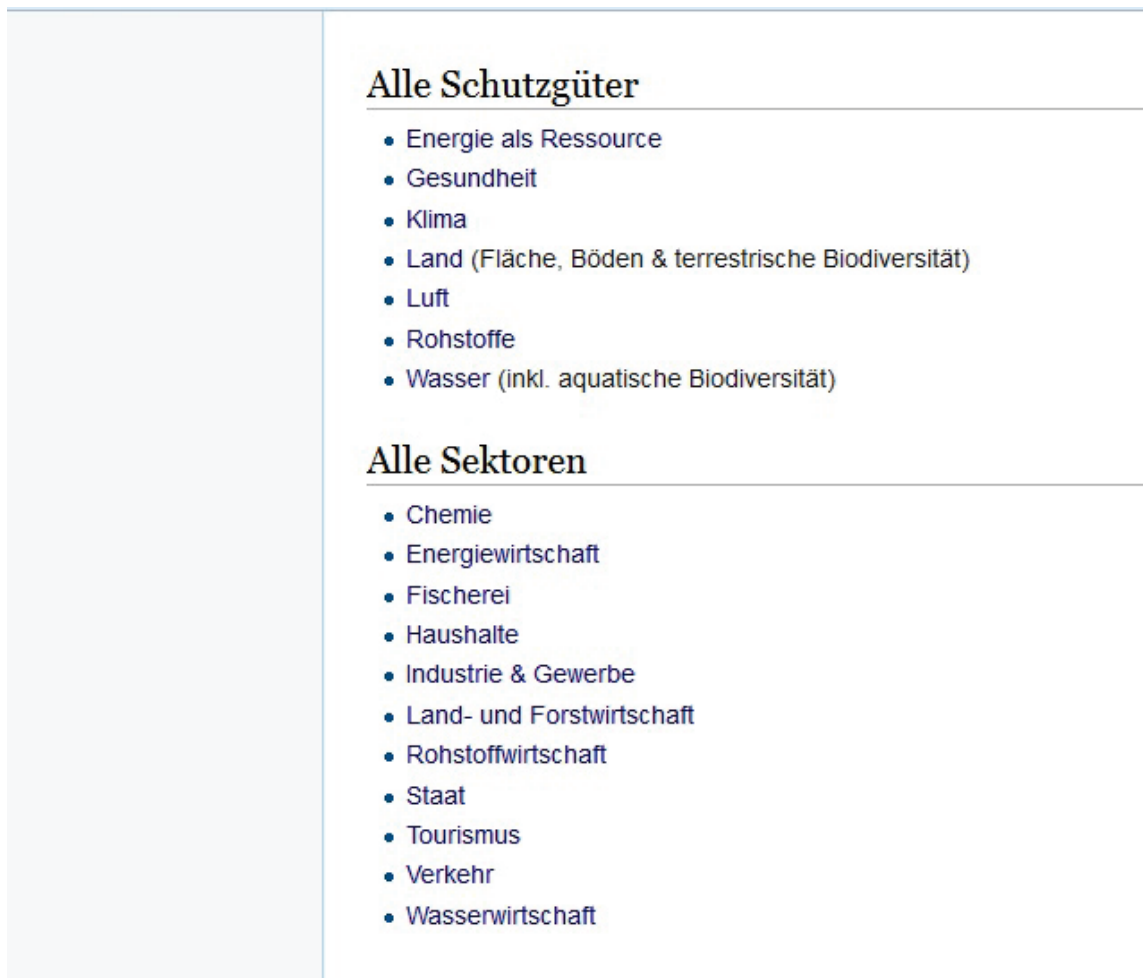 Alle Schutzgüter
Energie als Ressource
Gesundheit
Klima
Land (Fläche, Böden & terrestrische Biodiversität)
Luft
Rohstoffe
Wasser (inkl. aquatische Biodiversität)
Alle Sektoren
Chemie
Energiewirtschaft
Fischerei
Haushalte
Industrie & Gewerbe
Land- und Forstwirtschaft
Rohstoffwirtschaft
Staat
Tourismus
Verkehr
Wasserwirtschaft